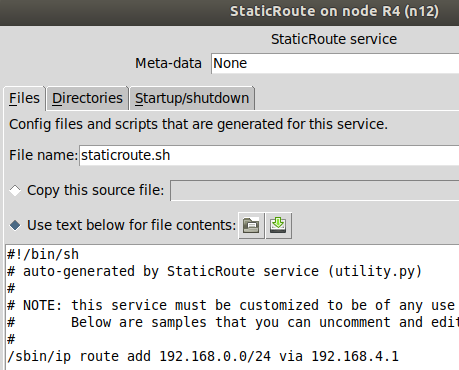 StaticRoute on node R4 (n12)
StaticRoute service
Meta-data None
Files Directories Startup/shutdown
Config files and scripts that are generated for this service.
File name: staticroute.sh
Copy this source file:
Use text below for file contents:
#!/bin/sh
# auto-generated by StaticRoute service (utility.py)
#
# NOTE: this service must be customized to be of any use
#       Below are samples that you can uncomment and edit
#
/sbin/ip route add 192.168.0.0/24 via 192.168.4.1